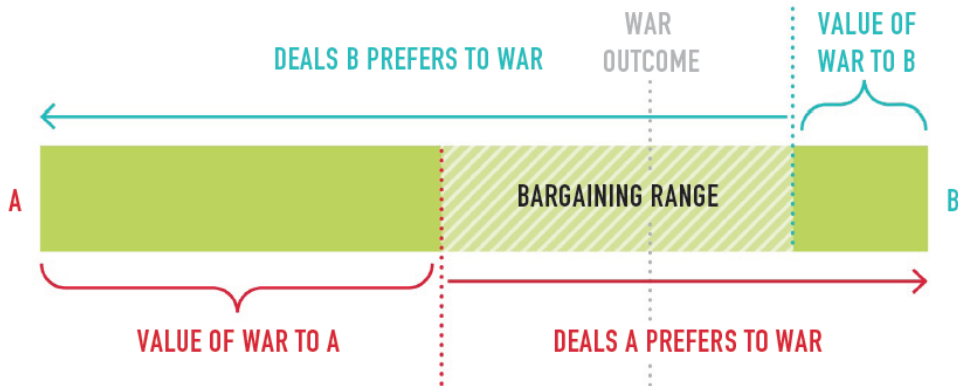 WAR
OUTCOME
VALUE OF
WAR TO B
DEALS B PREFERS TO WAR
A
BARGAINING RANGE
B
VALUE OF WAR TO A
DEALS A PREFERS TO WAR